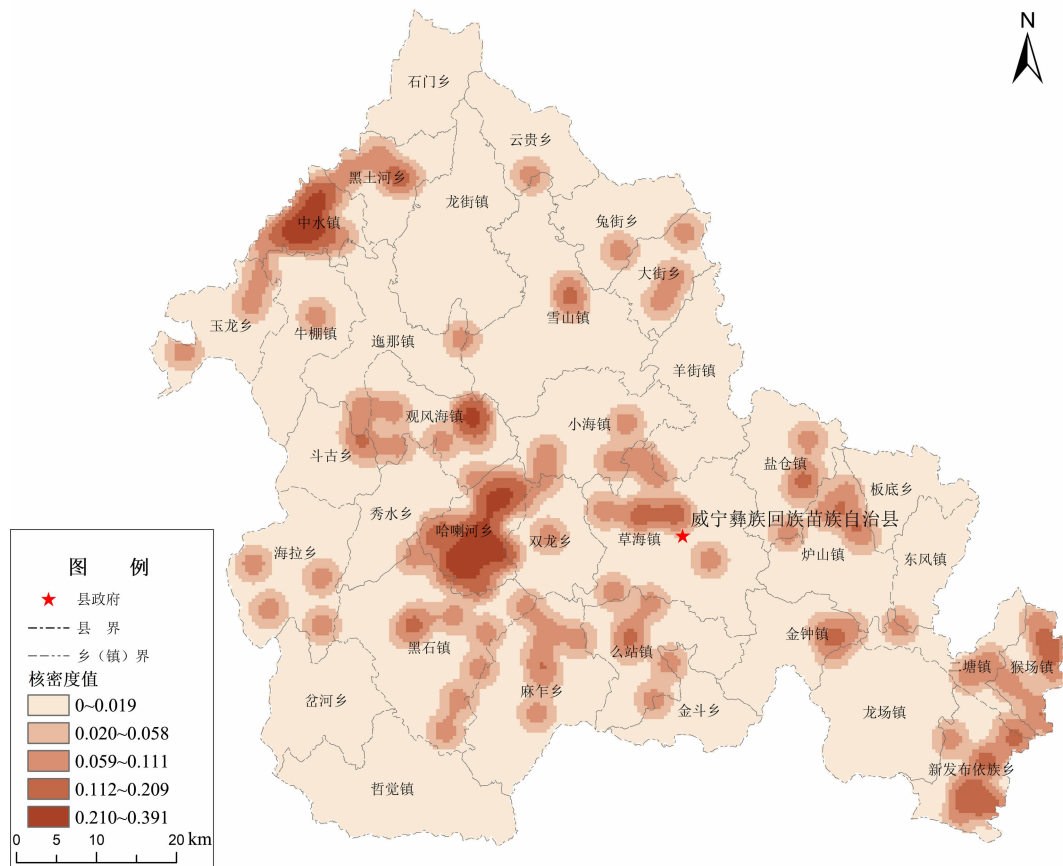 N
石门乡
云贵乡
黑土河乡
龙街镇
中水镇
兔街乡
大街乡
玉龙乡
牛棚镇
迤那镇
雪山镇
羊街镇
观风海镇
小海镇
斗古乡
盐仓镇
板底乡
秀水乡
威宁彝族回族苗族自治县
哈喇河乡
双龙乡
草海镇
海拉乡
炉山镇
东风镇
黑石镇
么站镇
金钟镇
二塘镇
猴场镇
岔河乡
麻乍乡
金斗乡
龙场镇
新发布依族乡
哲觉镇
图 例
县政府
县 界
乡（镇）界
核密度值
0~0.019
0.020~0.058
0.059~0.111
0.112~0.209
0.210~0.391
0 5 10 20 km